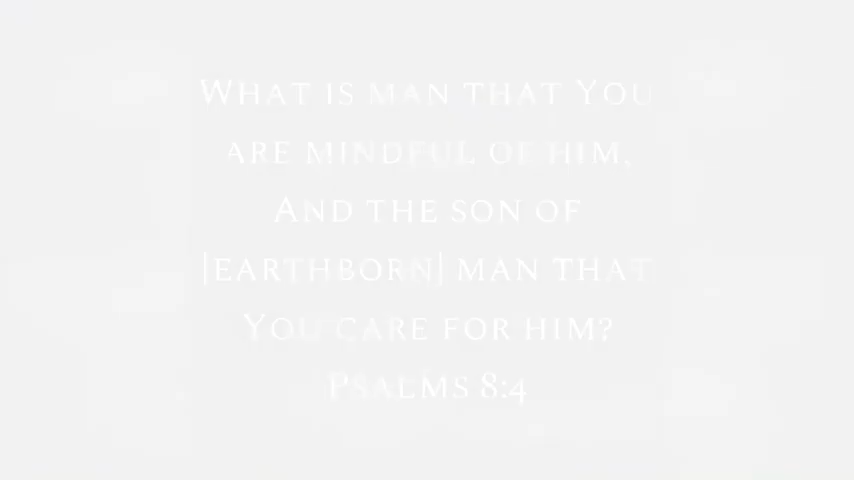 What is man that You
are mindful of him,
And the son of
[earthborn] man that
You care for him?
Psalms 8:4